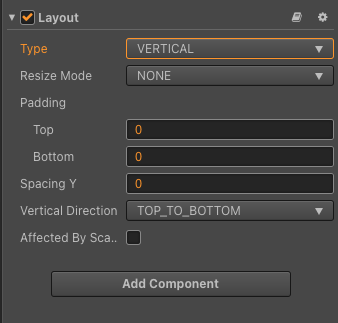 Layout
Type VERTICAL
Resize Mode NONE
Padding
Top 0
Bottom 0
Spacing Y 0
Vertical Direction TOP_TO_BOTTOM
Affected By Sca..
Add Component